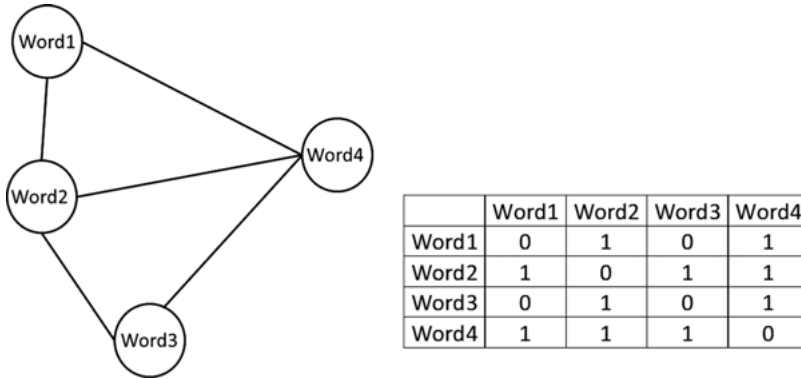 Word1
Word4
Word2
Word3
Word1 Word2 Word3 Word4
Word1 0 1 0 1
Word2 1 0 1 1
Word3 0 1 0 1
Word4 1 1 1 0